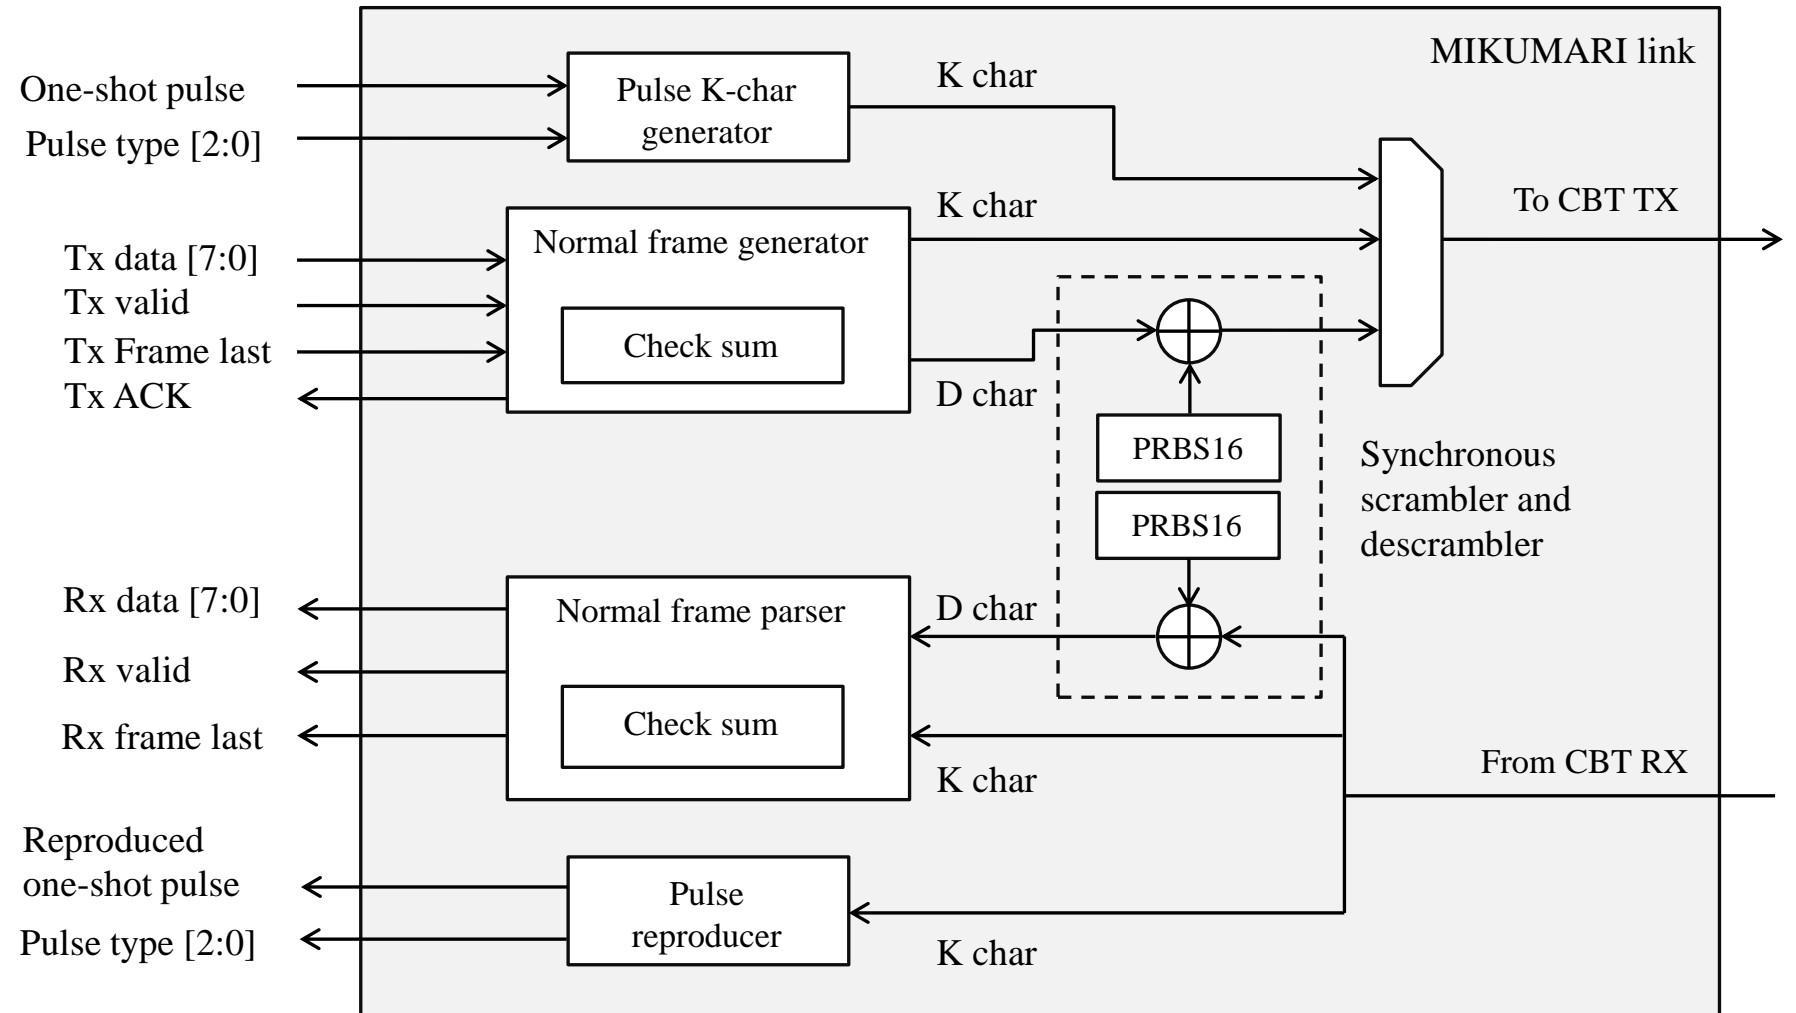 MIKUMARI link
One-shot pulse
Pulse type [2:0]
Pulse K-char
generator
K char
To CBT TX
Tx data [7:0]
Tx valid
Tx Frame last
Tx ACK
Normal frame generator
Check sum
K char
D char
PRBS16
PRBS16
Synchronous
scrambler and
descrambler
Rx data [7:0]
Rx valid
Rx frame last
Normal frame parser
Check sum
D char
K char
From CBT RX
Reproduced
one-shot pulse
Pulse type [2:0]
Pulse
reproducer
K char